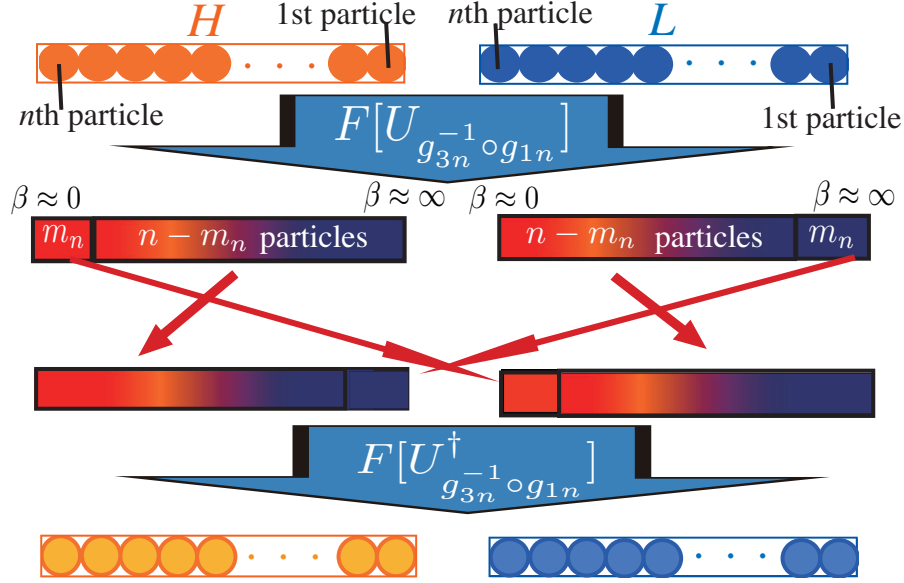 H 1st particle
nth particle L
nth particle
1st particle
F[U_{g_{3n}^{-1}∘g_{1n}}]
β≈0 β≈∞ β≈0 β≈∞
m_n n − m_n particles n − m_n particles m_n
F[U^†_{g_{3n}^{-1}∘g_{1n}}]